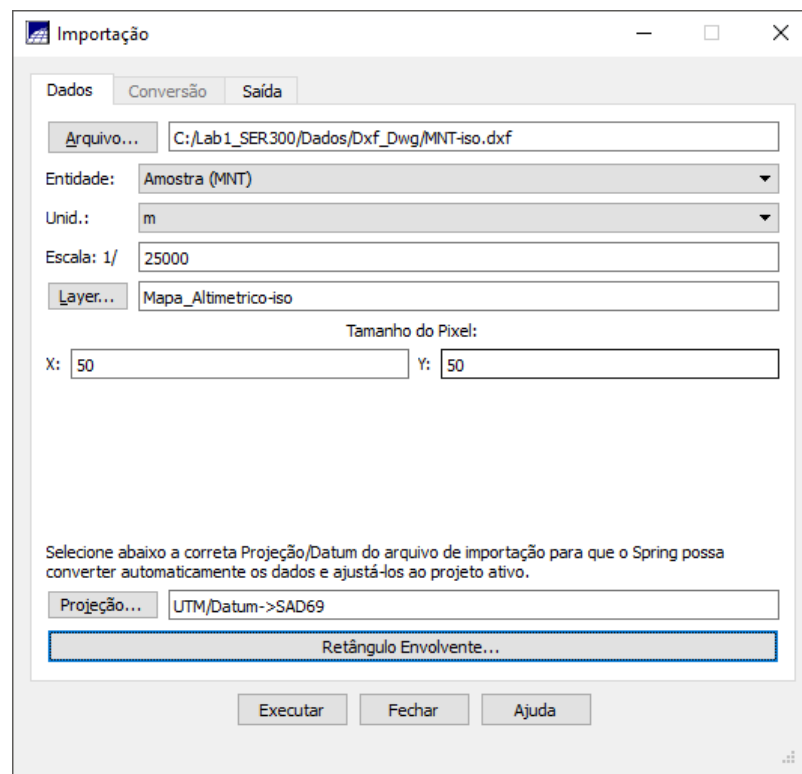 Importação
Dados Conversão Saída
Arquivo... C:/Lab1_SER300/Dados/Dxf_Dwg/MNT-iso.dxf
Entidade: Amostra (MNT)
Unid.: m
Escala: 1/ 25000
Layer... Mapa_Altimetrico-iso
Tamanho do Pixel:
X: 50 Y: 50
Selecione abaixo a correta Projeção/Datum do arquivo de importação para que o Spring possa
converter automaticamente os dados e ajustá-los ao projeto ativo.
Projeção... UTM/Datum->SAD69
Retângulo Envolvente...
Executar Fechar Ajuda